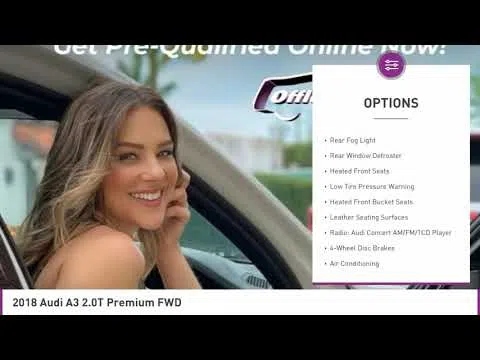 Get Pre-Qualified Online Now!
Offi
OPTIONS
• Rear Fog Light
• Rear Window Defroster
• Heated Front Seats
• Low Tire Pressure Warning
• Heated Front Bucket Seats
• Leather Seating Surfaces
• Radio: Audi Concert AM/FM/1CD Player
• 4-Wheel Disc Brakes
• Air Conditioning
2018 Audi A3 2.0T Premium FWD